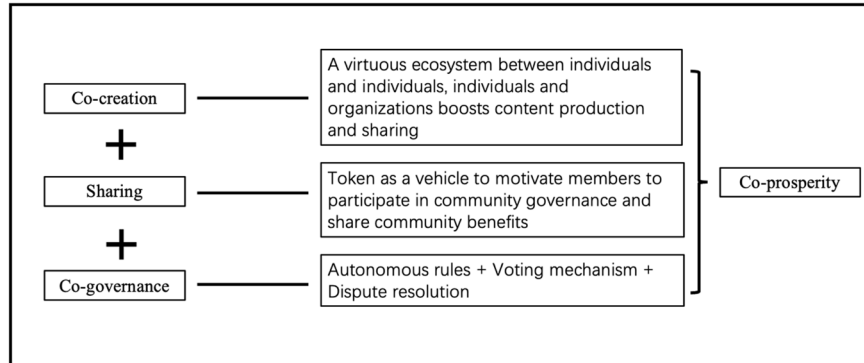 Co-creation
A virtuous ecosystem between individuals
and individuals, individuals and
organizations boosts content production
and sharing
+
Sharing
Token as a vehicle to motivate members to
participate in community governance and
share community benefits
Co-prosperity
+
Co-governance
Autonomous rules + Voting mechanism +
Dispute resolution